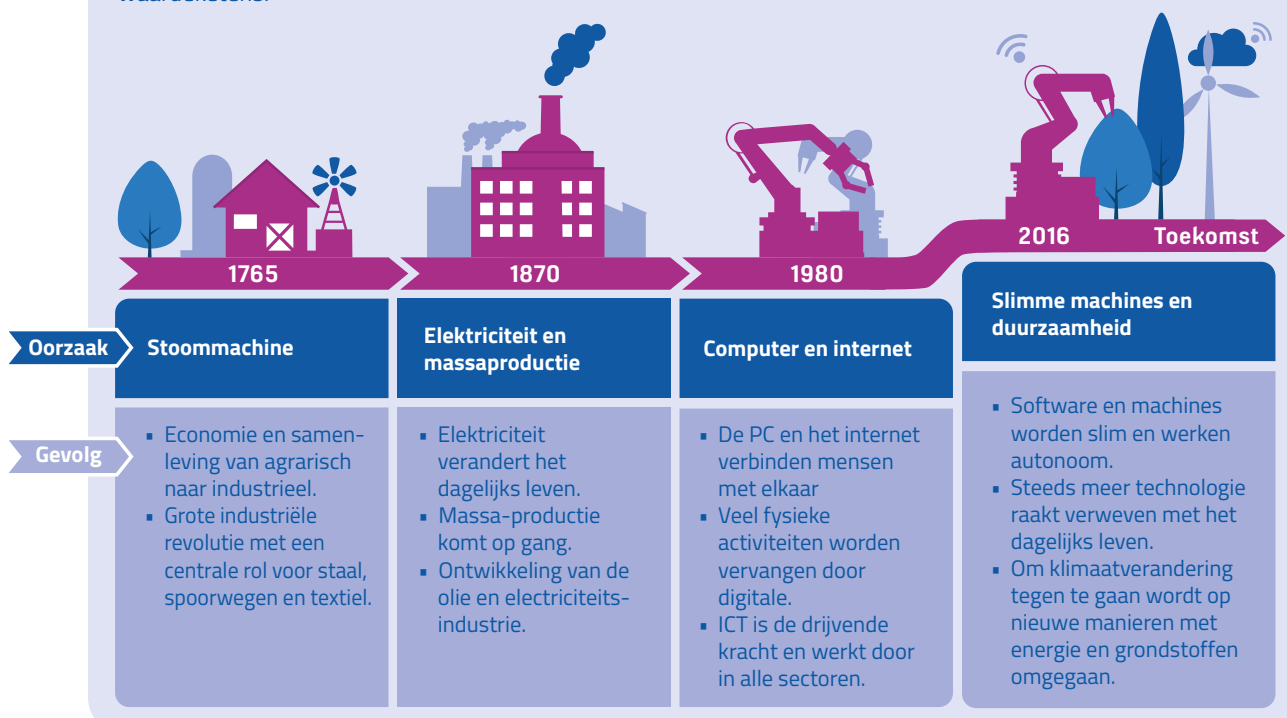 1765
1870
1980
2016
Toekomst
Oorzaak
Stoommachine
Elektriciteit en
massaproductie
Computer en internet
Slimme machines en
duurzaamheid
Gevolg
▪ Economie en samen-
leving van agrarisch
naar industrieel.
▪ Grote industriële
revolutie met een
centrale rol voor staal,
spoorwegen en textiel.
▪ Elektriciteit
verandert het
dagelijks leven.
▪ Massa-productie
komt op gang.
▪ Ontwikkeling van de
olie en electriciteits-
industrie.
▪ De PC en het internet
verbinden mensen
met elkaar
▪ Veel fysieke
activiteiten worden
vervangen door
digitale.
▪ ICT is de drijvende
kracht en werkt door
in alle sectoren.
▪ Software en machines
worden slim en werken
autonoom.
▪ Steeds meer technologie
raakt verweven met het
dagelijks leven.
▪ Om klimaatverandering
tegen te gaan wordt op
nieuwe manieren met
energie en grondstoffen
omgegaan.